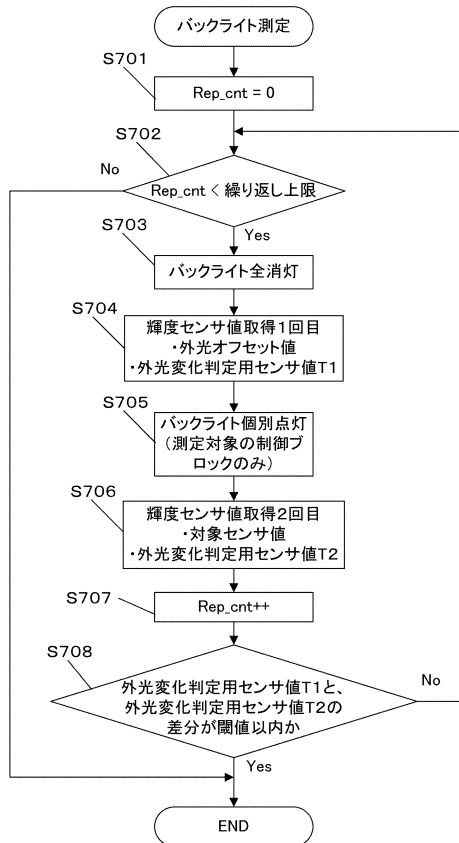 バックライト測定
S701
Rep_cnt = 0
S702
No
Rep_cnt < 繰り返し上限
Yes
S703
バックライト全消灯
S704
輝度センサ値取得1回目
・外光オフセット値
・外光変化判定用センサ値T1
S705
バックライト個別点灯
(測定対象の制御ブ
ロックのみ)
S706
輝度センサ値取得2回目
・対象センサ値
・外光変化判定用センサ値T2
S707
Rep_cnt++
S708
外光変化判定用センサ値T1と、
外光変化判定用センサ値T2の
差分が閾値以内か
No
Yes
END